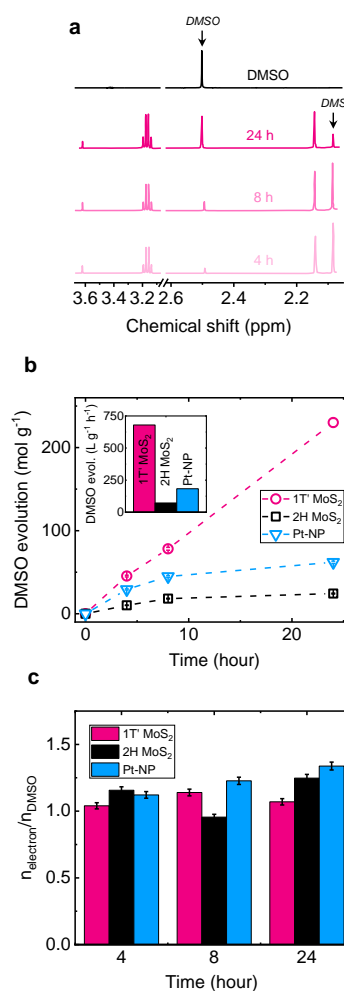 a
DMSO
DMSO
DMS
24 h
8 h
4 h
3.6 3.4 3.2 2.6 2.4 2.2
Chemical shift (ppm)
b
DMSO evolution (mol g⁻¹)
200
100
0
DMSO evol. (L g⁻¹ h⁻¹)
750
500
250
0
1T' MoS₂
2H MoS₂
Pt-NP
1T' MoS₂
2H MoS₂
Pt-NP
0 10 20
Time (hour)
c
n_electron/n_DMSO
1.5
1.0
0.5
0.0
1T' MoS₂
2H MoS₂
Pt-NP
4 8 24
Time (hour)